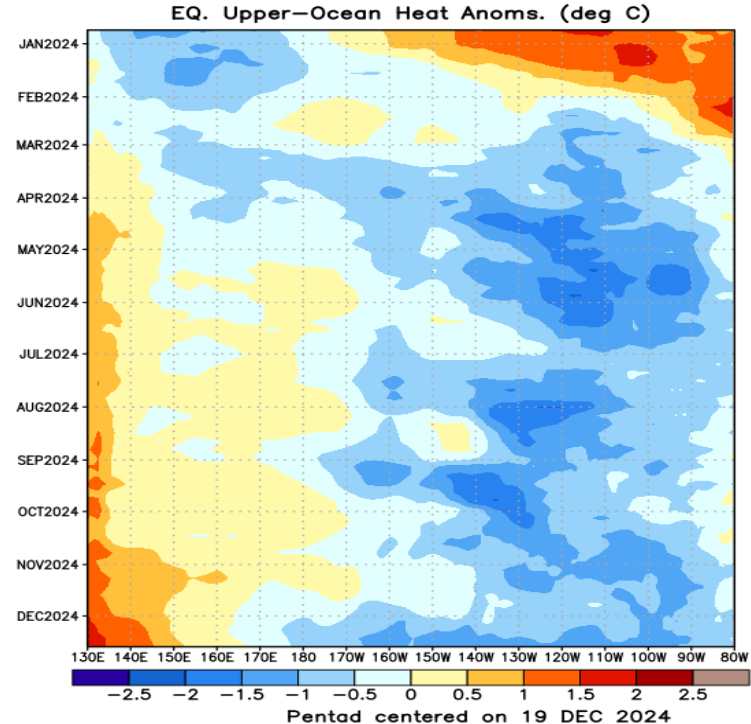 EQ. Upper-Ocean Heat Anoms. (deg C)
JAN2024
FEB2024
MAR2024
APR2024
MAY2024
JUN2024
JUL2024
AUG2024
SEP2024
OCT2024
NOV2024
DEC2024
130E 140E 150E 160E 170E 180 170W 160W 150W 140W 130W 120W 110W 100W 90W 80W
-2.5 -2 -1.5 -1 -0.5 0 0.5 1 1.5 2 2.5
Pentad centered on 19 DEC 2024